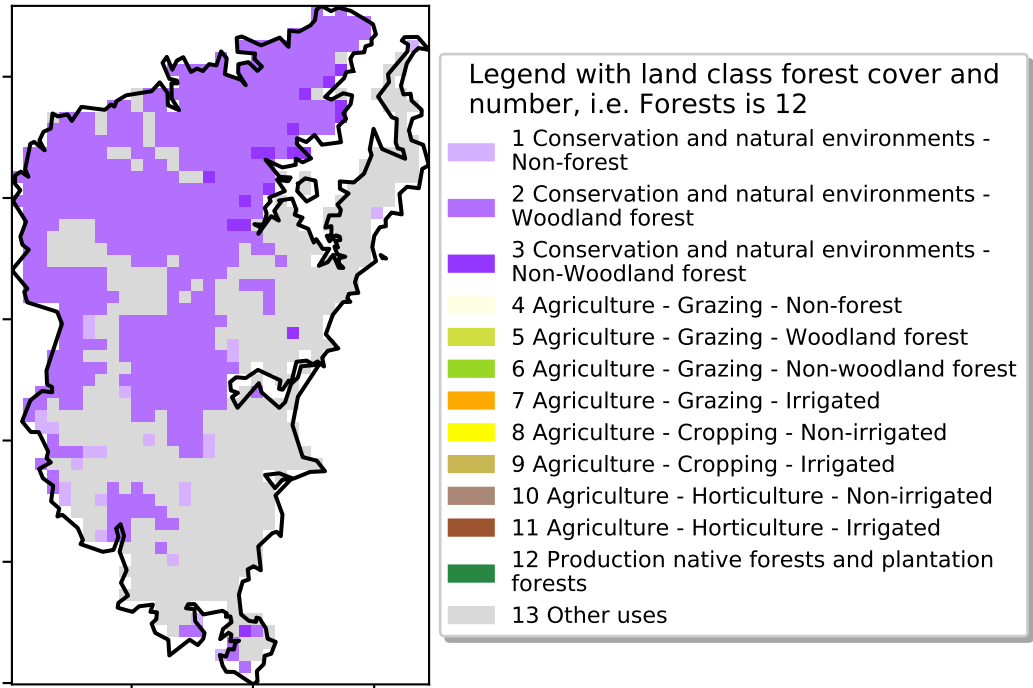 Legend with land class forest cover and
number, i.e. Forests is 12
1 Conservation and natural environments -
Non-forest
2 Conservation and natural environments -
Woodland forest
3 Conservation and natural environments -
Non-Woodland forest
4 Agriculture - Grazing - Non-forest
5 Agriculture - Grazing - Woodland forest
6 Agriculture - Grazing - Non-woodland forest
7 Agriculture - Grazing - Irrigated
8 Agriculture - Cropping - Non-irrigated
9 Agriculture - Cropping - Irrigated
10 Agriculture - Horticulture - Non-irrigated
11 Agriculture - Horticulture - Irrigated
12 Production native forests and plantation
forests
13 Other uses